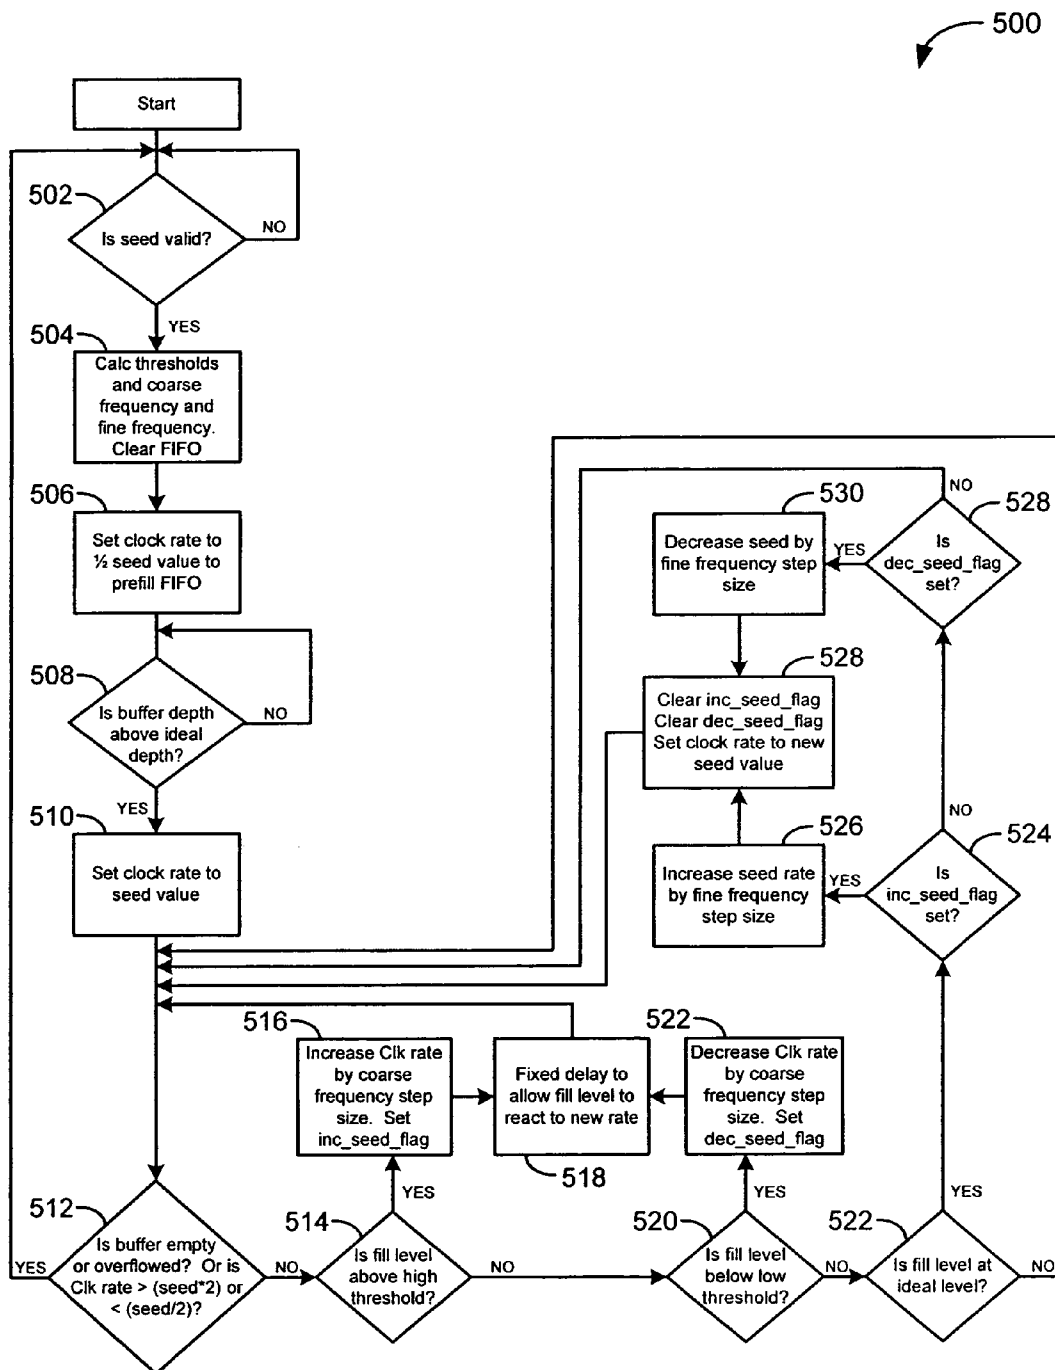 500
Start
502
Is seed valid?
NO
YES
504
Calc thresholds
and coarse
frequency and
fine frequency.
Clear FIFO
506
Set clock rate to
½ seed value to
prefill FIFO
508
Is buffer depth
above ideal
depth?
NO
YES
510
Set clock rate to
seed value
530
Decrease seed by
fine frequency step
size
YES
NO
528
Is
dec_seed_flag
set?
528
Clear inc_seed_flag
Clear dec_seed_flag
Set clock rate to new
seed value
NO
526
Increase seed rate
by fine frequency
step size
YES
524
Is
inc_seed_flag
set?
516
Increase Clk rate
by coarse
frequency step
size. Set
inc_seed_flag
Fixed delay to
allow fill level to
react to new rate
518
522
Decrease Clk rate
by coarse
frequency step
size. Set
dec_seed_flag
YES
YES
YES
512
Is buffer empty
or overflowed? Or is
Clk rate > (seed*2) or
< (seed/2)?
YES
NO
514
Is fill level
above high
threshold?
NO
520
Is fill level
below low
threshold?
NO
522
Is fill level at
ideal level?
NO